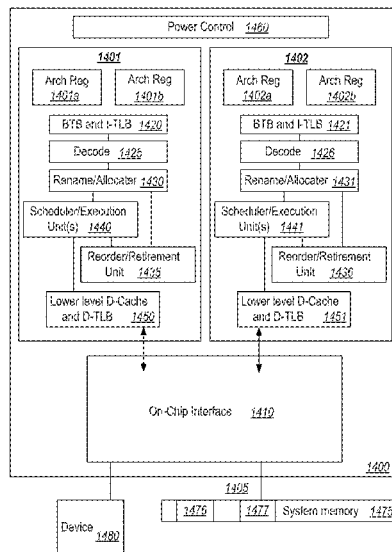 Power Control 1460
1401
1402
Arch Reg 1401a
Arch Reg 1401b
Arch Reg 1402a
Arch Reg 1402b
BTB and I-TLB 1420
BTB and I-TLB 1421
Decode 1425
Decode 1426
Rename/Allocater 1430
Rename/Allocater 1431
Scheduler/Execution
Unit(s) 1440
Scheduler/Execution
Unit(s) 1441
Reorder/Retirement
Unit 1435
Reorder/Retirement
Unit 1436
Lower level D-Cache
and D-TLB 1450
Lower level D-Cache
and D-TLB 1451
On-Chip Interface 1410
1400
1405
Device
1480
1476
1477
System memory 1475